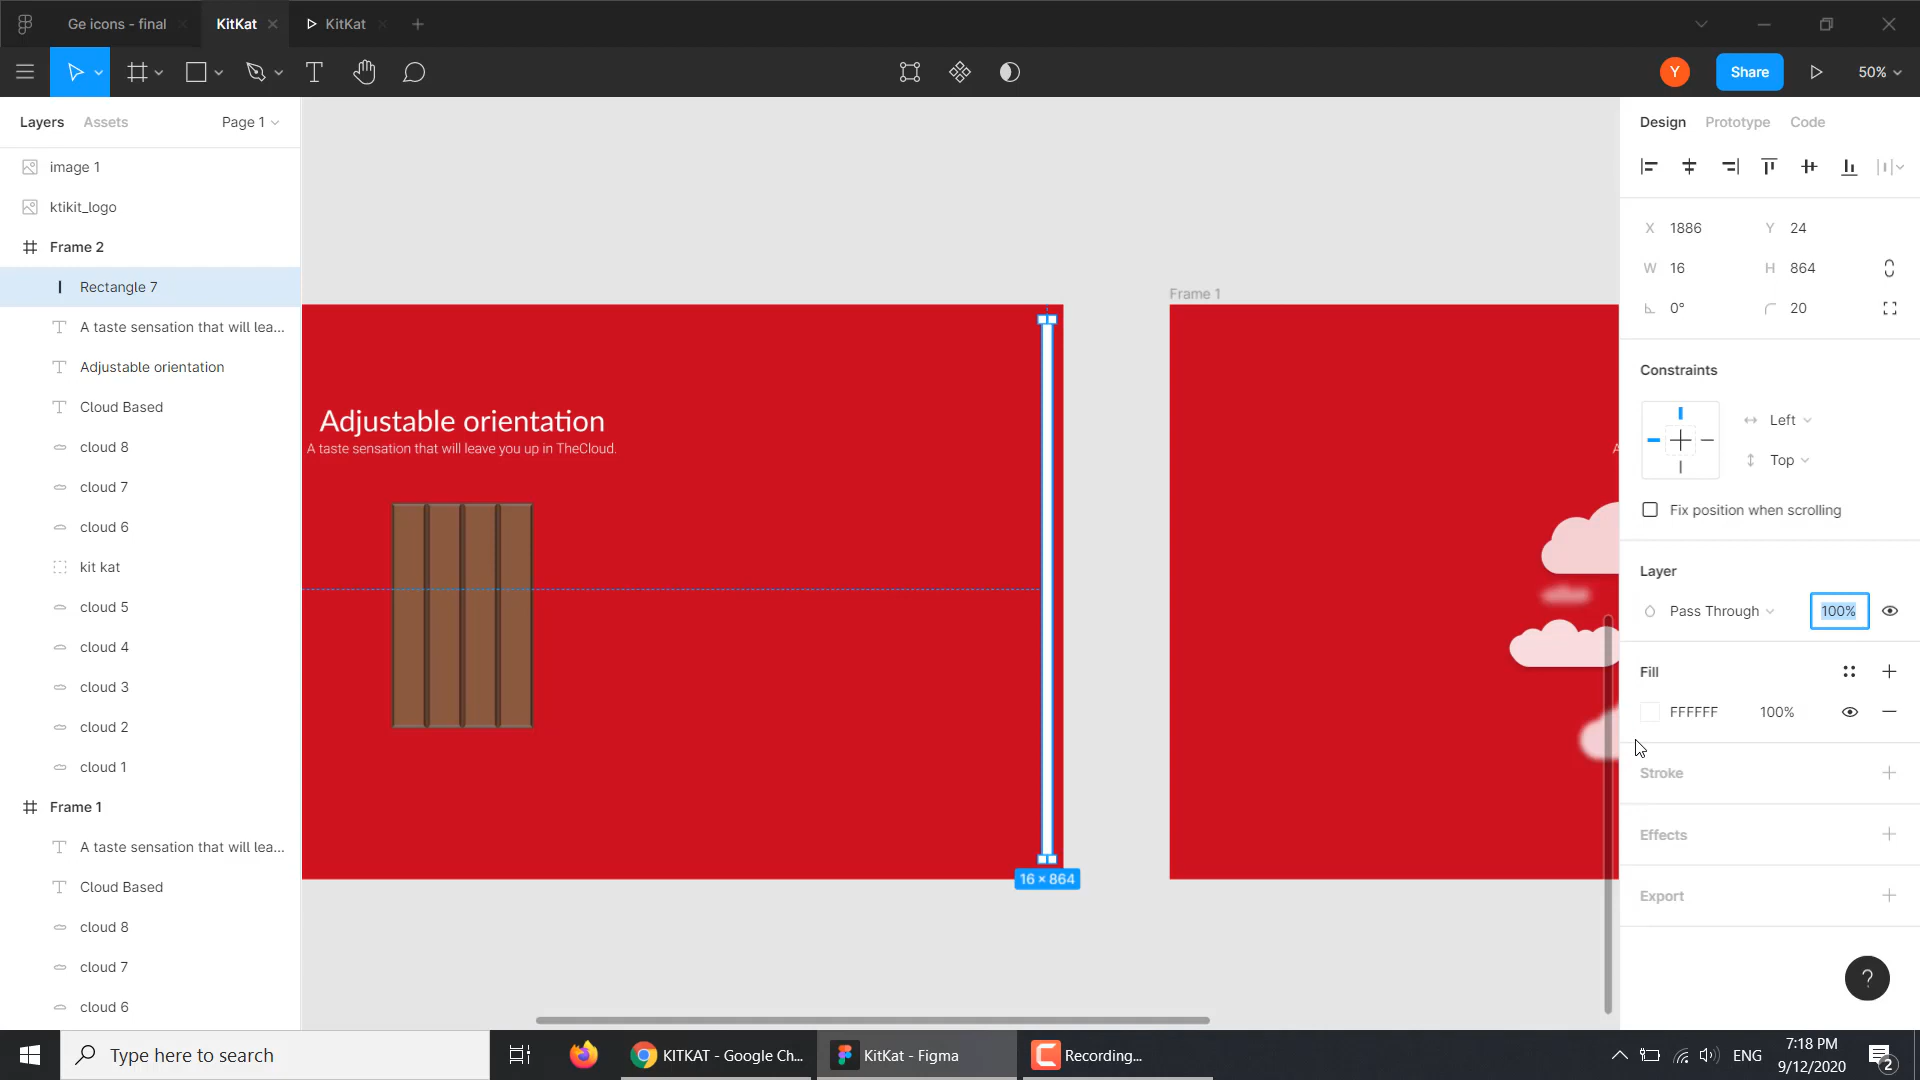 Ge icons - final
KitKat
KitKat
Y
Share
50%
Layers
Assets
Page 1
image 1
ktikit_logo
Frame 2
Rectangle 7
A taste sensation that will lea...
Adjustable orientation
Cloud Based
cloud 8
cloud 7
cloud 6
kit kat
cloud 5
cloud 4
cloud 3
cloud 2
cloud 1
Frame 1
A taste sensation that will lea...
Cloud Based
cloud 8
cloud 7
cloud 6
Adjustable orientation
A taste sensation that will leave you up in TheCloud.
16 × 864
Frame 1
A
Design
Prototype
Code
X 1886 Y 24
W 16 H 864
0° 20
Constraints
Left
Top
Fix position when scrolling
Layer
Pass Through 100%
Fill
FFFFFF 100%
Stroke
Effects
Export
?
Type here to search
KITKAT - Google Ch...
KitKat - Figma
Recording...
ENG
7:18 PM
9/12/2020
2